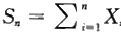 Sₙ = ∑ⁿᵢ₌₁ Xᵢ